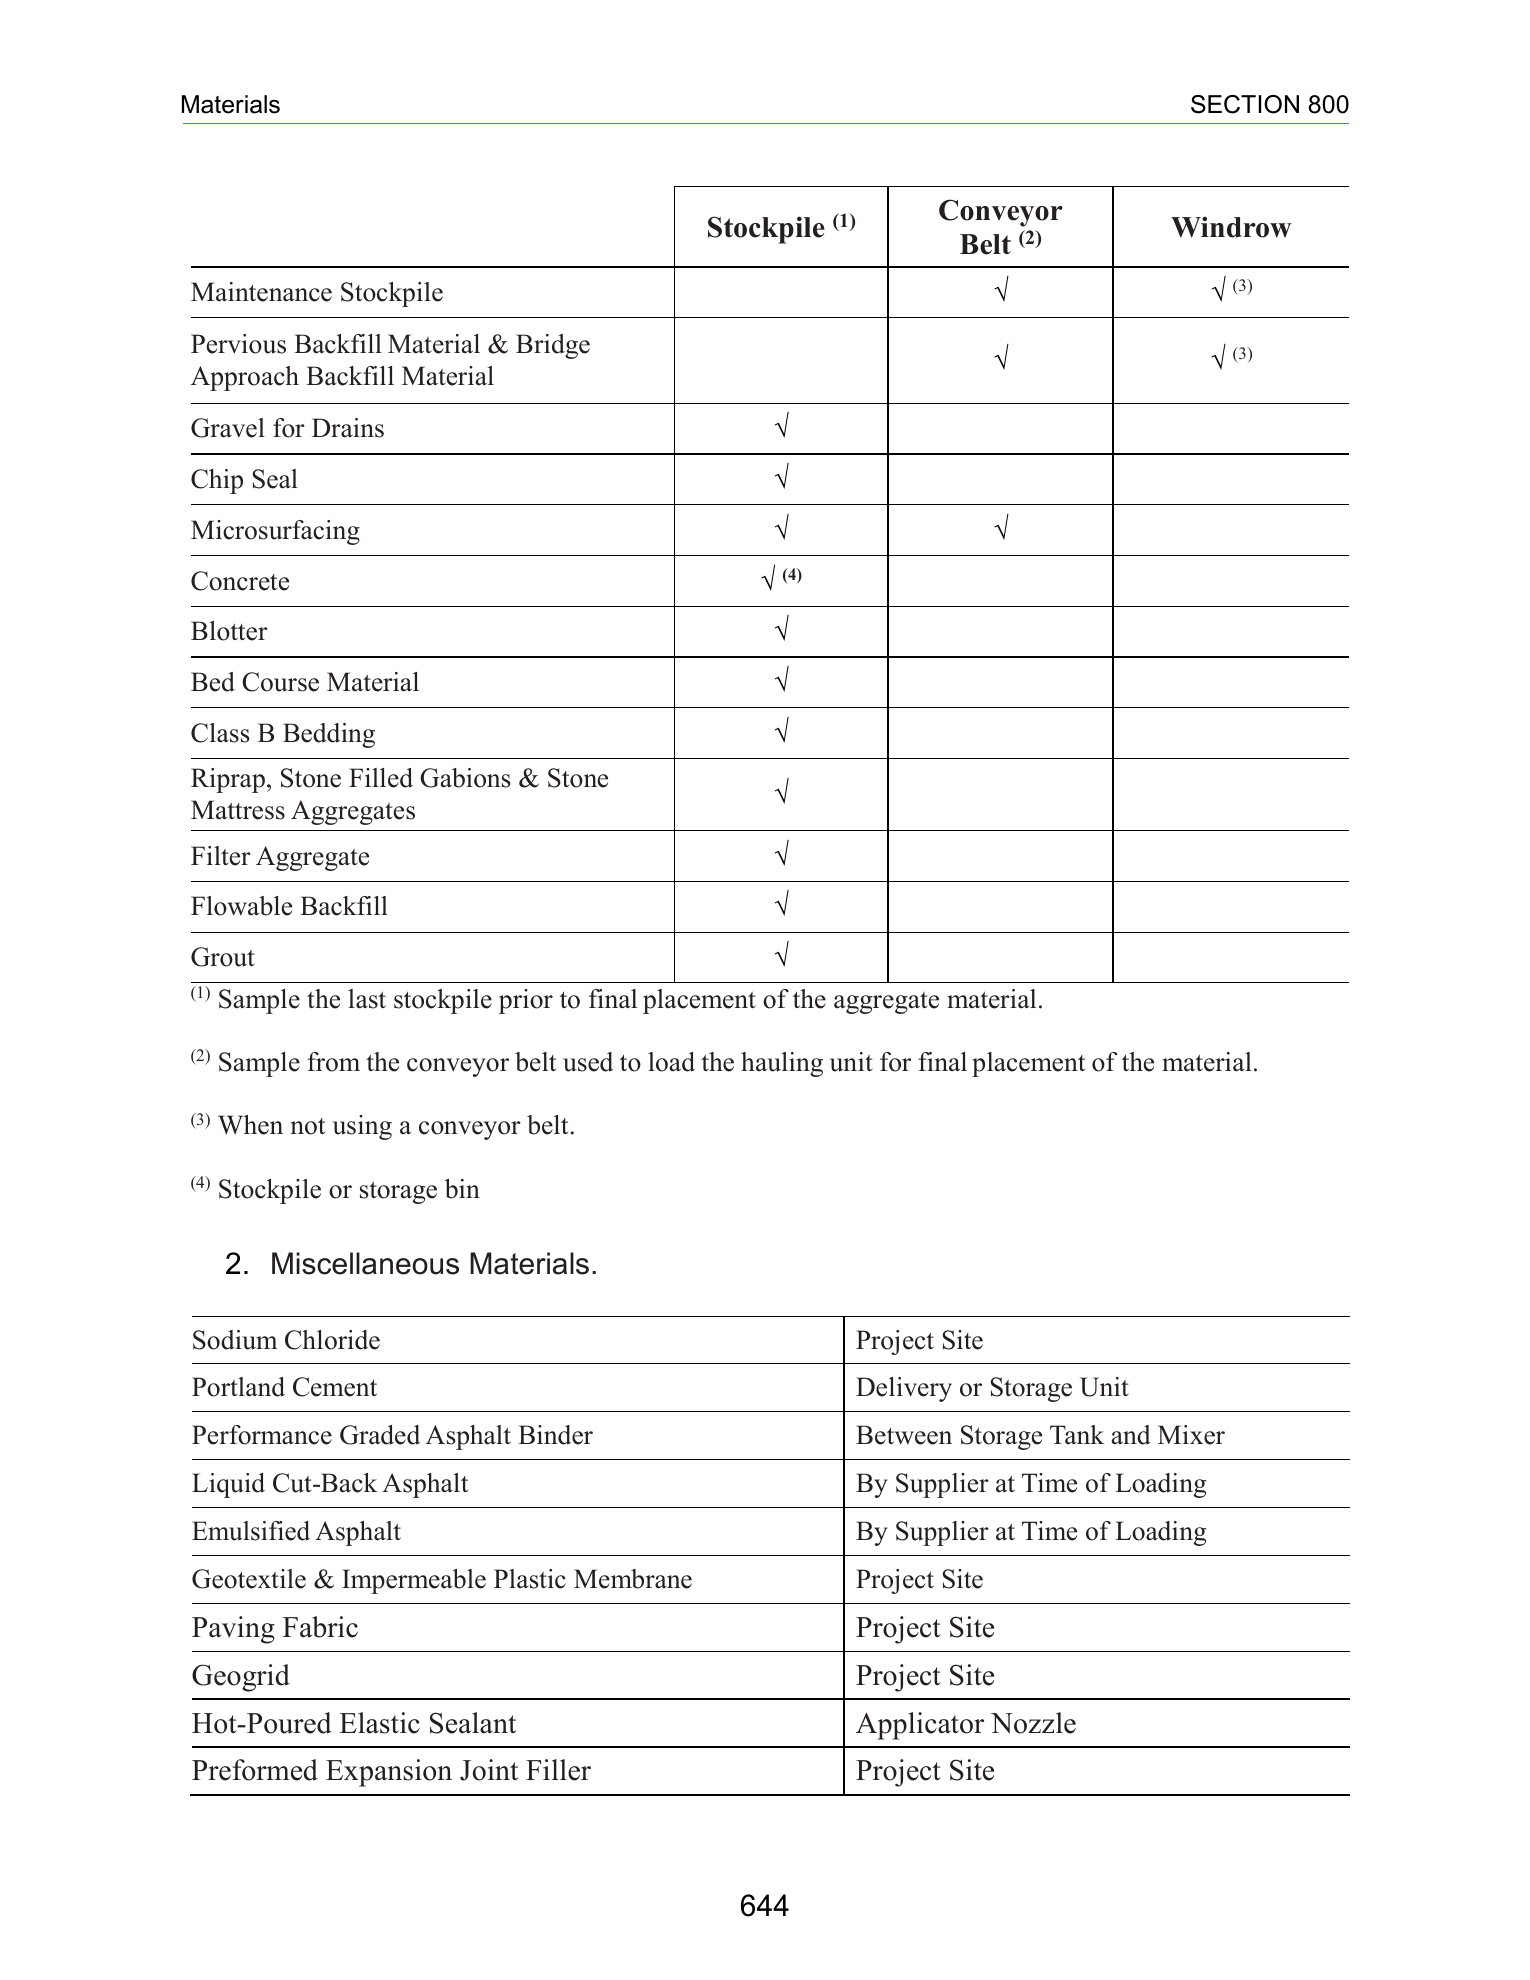 Materials SECTION 800
Stockpile (1) Conveyor Belt (2) Windrow
Maintenance Stockpile √ √ (3)
Pervious Backfill Material & Bridge
Approach Backfill Material √ √ (3)
Gravel for Drains √
Chip Seal √
Microsurfacing √ √
Concrete √ (4)
Blotter √
Bed Course Material √
Class B Bedding √
Riprap, Stone Filled Gabions & Stone
Mattress Aggregates √
Filter Aggregate √
Flowable Backfill √
Grout √
(1) Sample the last stockpile prior to final placement of the aggregate material.
(2) Sample from the conveyor belt used to load the hauling unit for final placement of the material.
(3) When not using a conveyor belt.
(4) Stockpile or storage bin
2. Miscellaneous Materials.
Sodium Chloride Project Site
Portland Cement Delivery or Storage Unit
Performance Graded Asphalt Binder Between Storage Tank and Mixer
Liquid Cut-Back Asphalt By Supplier at Time of Loading
Emulsified Asphalt By Supplier at Time of Loading
Geotextile & Impermeable Plastic Membrane Project Site
Paving Fabric Project Site
Geogrid Project Site
Hot-Poured Elastic Sealant Applicator Nozzle
Preformed Expansion Joint Filler Project Site
644